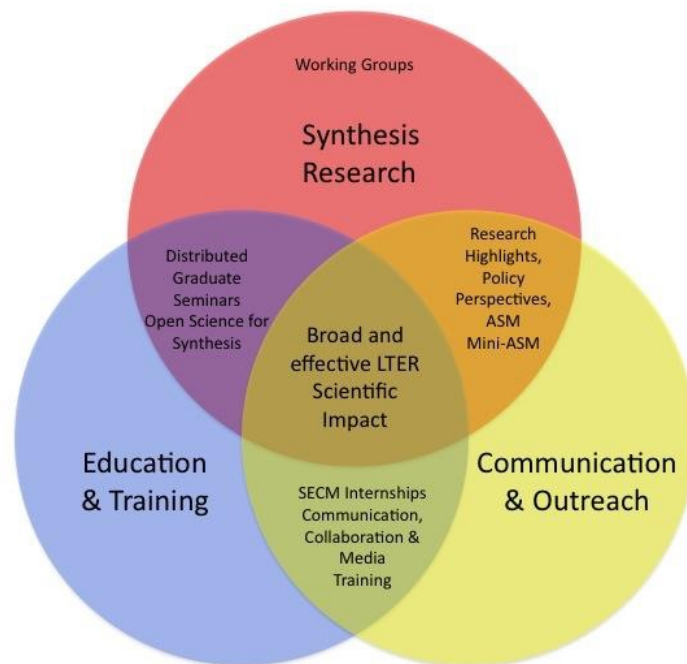 Working Groups
Synthesis
Research
Distributed
Graduate
Seminars
Open Science for
Synthesis
Research
Highlights,
Policy
Perspectives,
ASM
Mini-ASM
Broad and
effective LTER
Scientific
Impact
Education
& Training
Communication
& Outreach
SECM Internships
Communication,
Collaboration &
Media
Training